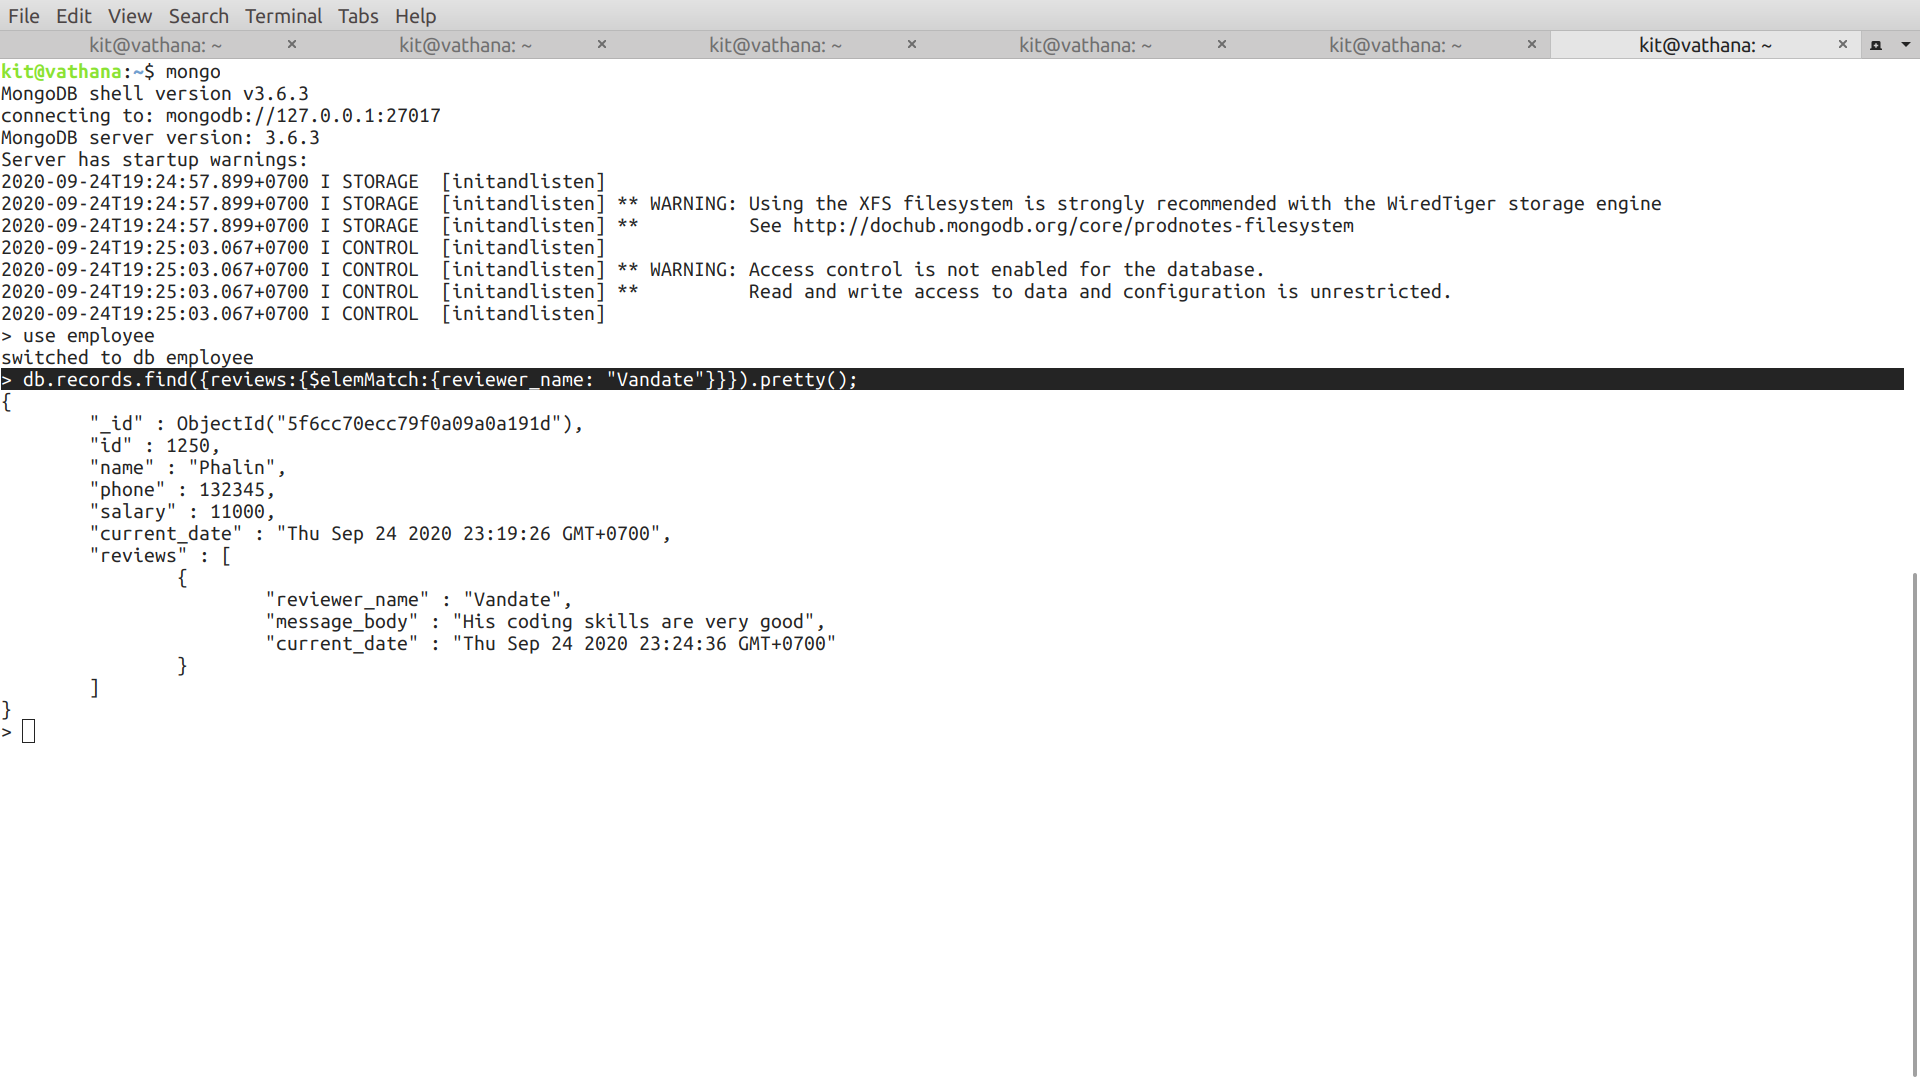 File Edit View Search Terminal Tabs Help
kit@vathana: ~ × kit@vathana: ~ × kit@vathana: ~ × kit@vathana: ~ × kit@vathana: ~ × kit@vathana: ~ ×
kit@vathana:~$ mongo
MongoDB shell version v3.6.3
connecting to: mongodb://127.0.0.1:27017
MongoDB server version: 3.6.3
Server has startup warnings:
2020-09-24T19:24:57.899+0700 I STORAGE  [initandlisten]
2020-09-24T19:24:57.899+0700 I STORAGE  [initandlisten] ** WARNING: Using the XFS filesystem is strongly recommended with the WiredTiger storage engine
2020-09-24T19:24:57.899+0700 I STORAGE  [initandlisten] **          See http://dochub.mongodb.org/core/prodnotes-filesystem
2020-09-24T19:25:03.067+0700 I CONTROL  [initandlisten]
2020-09-24T19:25:03.067+0700 I CONTROL  [initandlisten] ** WARNING: Access control is not enabled for the database.
2020-09-24T19:25:03.067+0700 I CONTROL  [initandlisten] **          Read and write access to data and configuration is unrestricted.
2020-09-24T19:25:03.067+0700 I CONTROL  [initandlisten]
> use employee
switched to db employee
> db.records.find({reviews:{$elemMatch:{reviewer_name: "Vandate"}}}).pretty();
{
        "_id" : ObjectId("5f6cc70ecc79f0a09a0a191d"),
        "id" : 1250,
        "name" : "Phalin",
        "phone" : 132345,
        "salary" : 11000,
        "current_date" : "Thu Sep 24 2020 23:19:26 GMT+0700",
        "reviews" : [
                {
                        "reviewer_name" : "Vandate",
                        "message_body" : "His coding skills are very good",
                        "current_date" : "Thu Sep 24 2020 23:24:36 GMT+0700"
                }
        ]
}
>